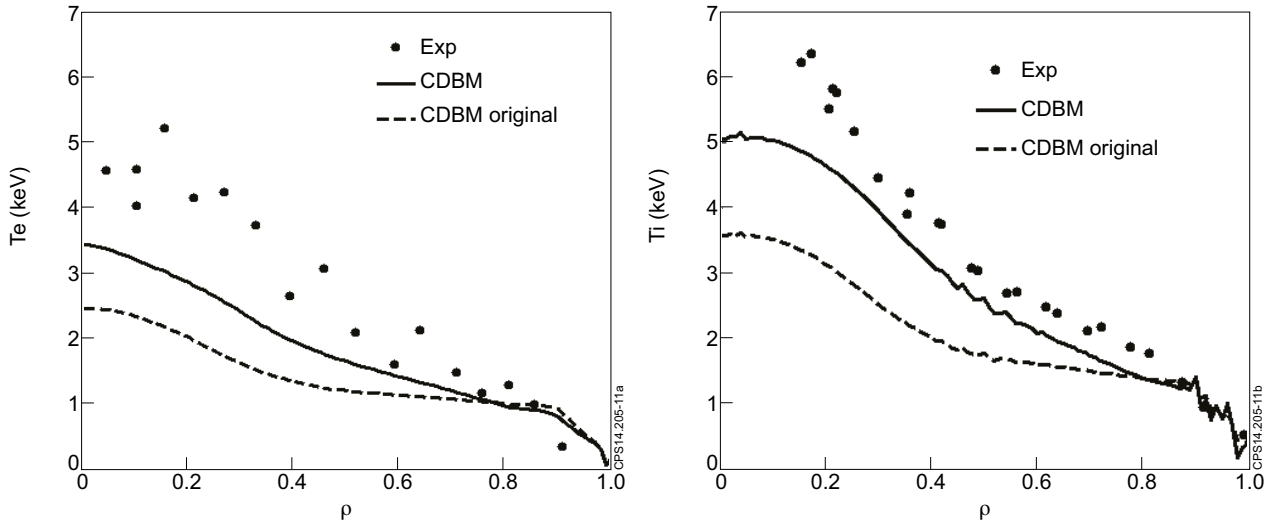 7
6
5
4
3
2
1
0
Te (keV)
Exp
CDBM
CDBM original
0
0.2
0.4
0.6
0.8
1.0
ρ
CPS14.205-11a
7
6
5
4
3
2
1
0
Ti (keV)
Exp
CDBM
CDBM original
0
0.2
0.4
0.6
0.8
1.0
ρ
CPS14.205-11b